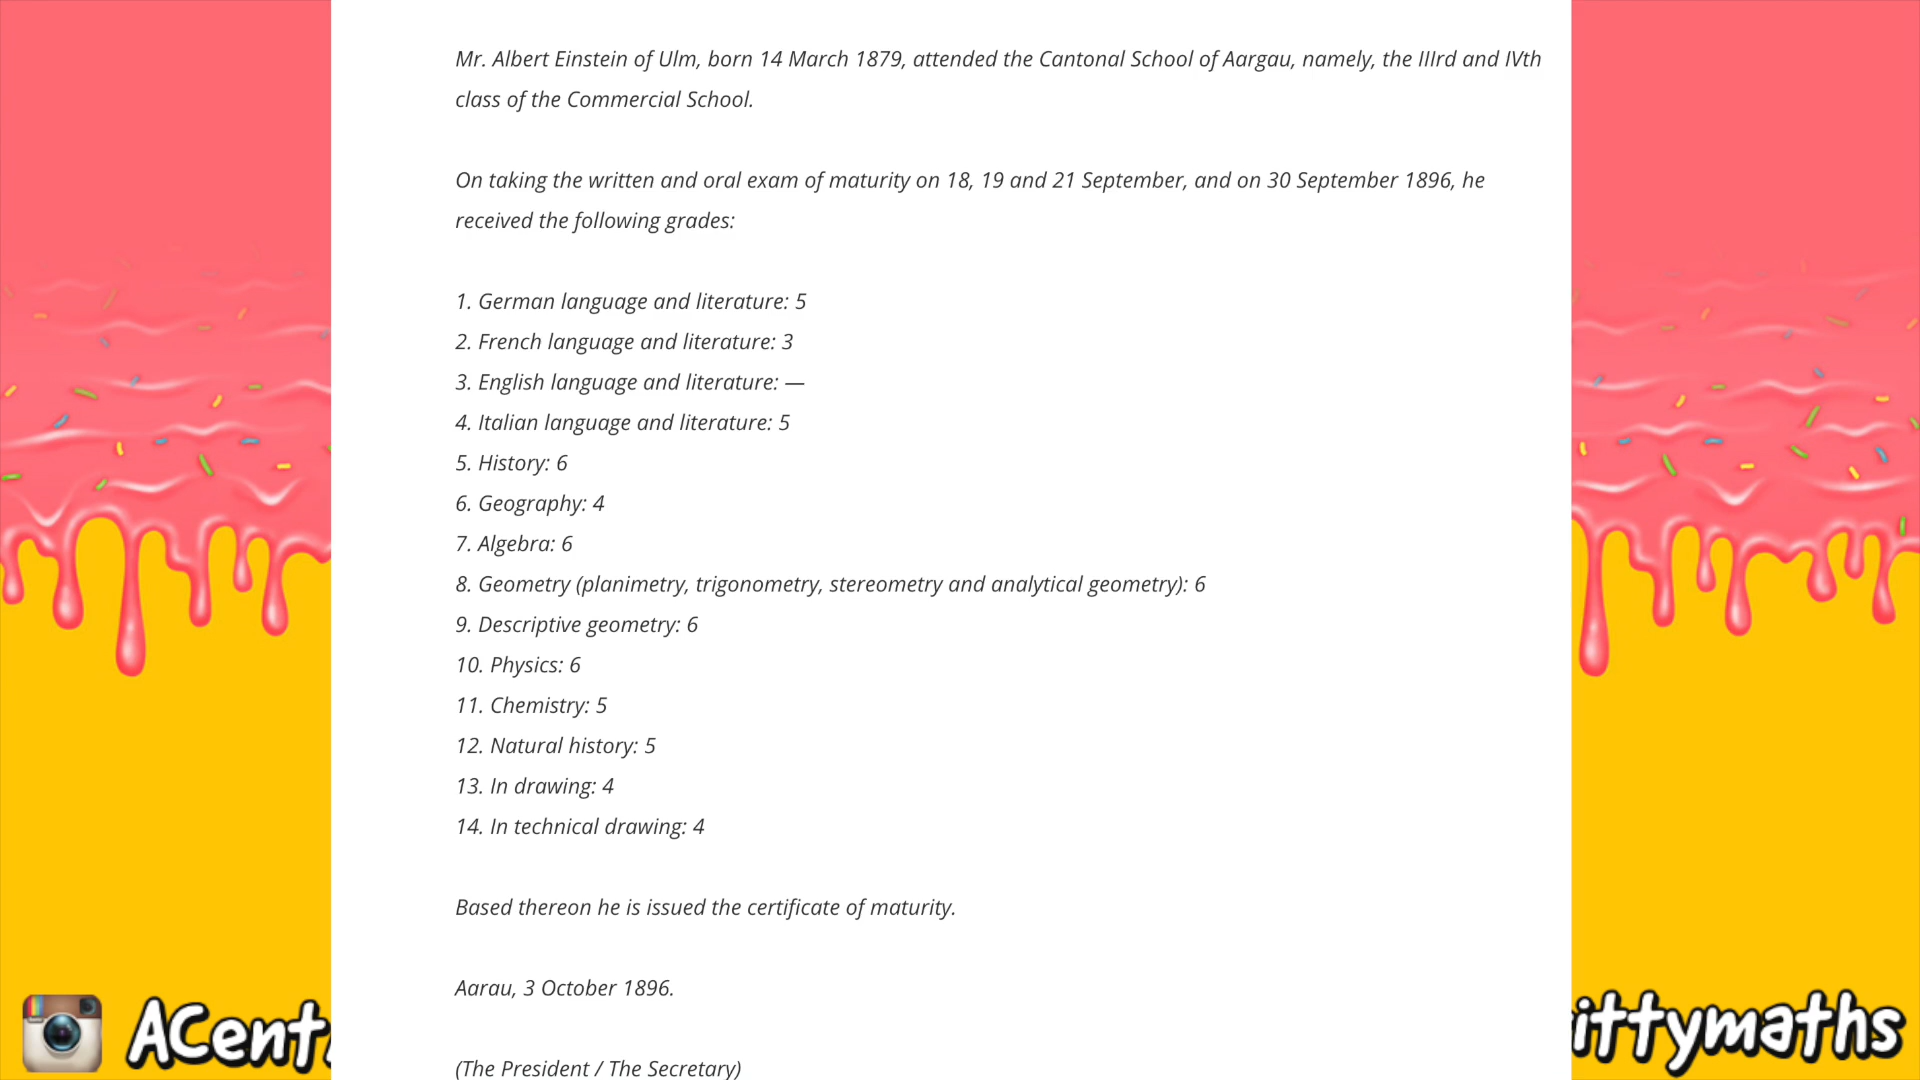 Mr. Albert Einstein of Ulm, born 14 March 1879, attended the Cantonal School of Aargau, namely, the IIIrd and IVth
class of the Commercial School.
On taking the written and oral exam of maturity on 18, 19 and 21 September, and on 30 September 1896, he
received the following grades:
1. German language and literature: 5
2. French language and literature: 3
3. English language and literature: —
4. Italian language and literature: 5
5. History: 6
6. Geography: 4
7. Algebra: 6
8. Geometry (planimetry, trigonometry, stereometry and analytical geometry): 6
9. Descriptive geometry: 6
10. Physics: 6
11. Chemistry: 5
12. Natural history: 5
13. In drawing: 4
14. In technical drawing: 4
Based thereon he is issued the certificate of maturity.
Aarau, 3 October 1896.
(The President / The Secretary)
ACent
ittymaths